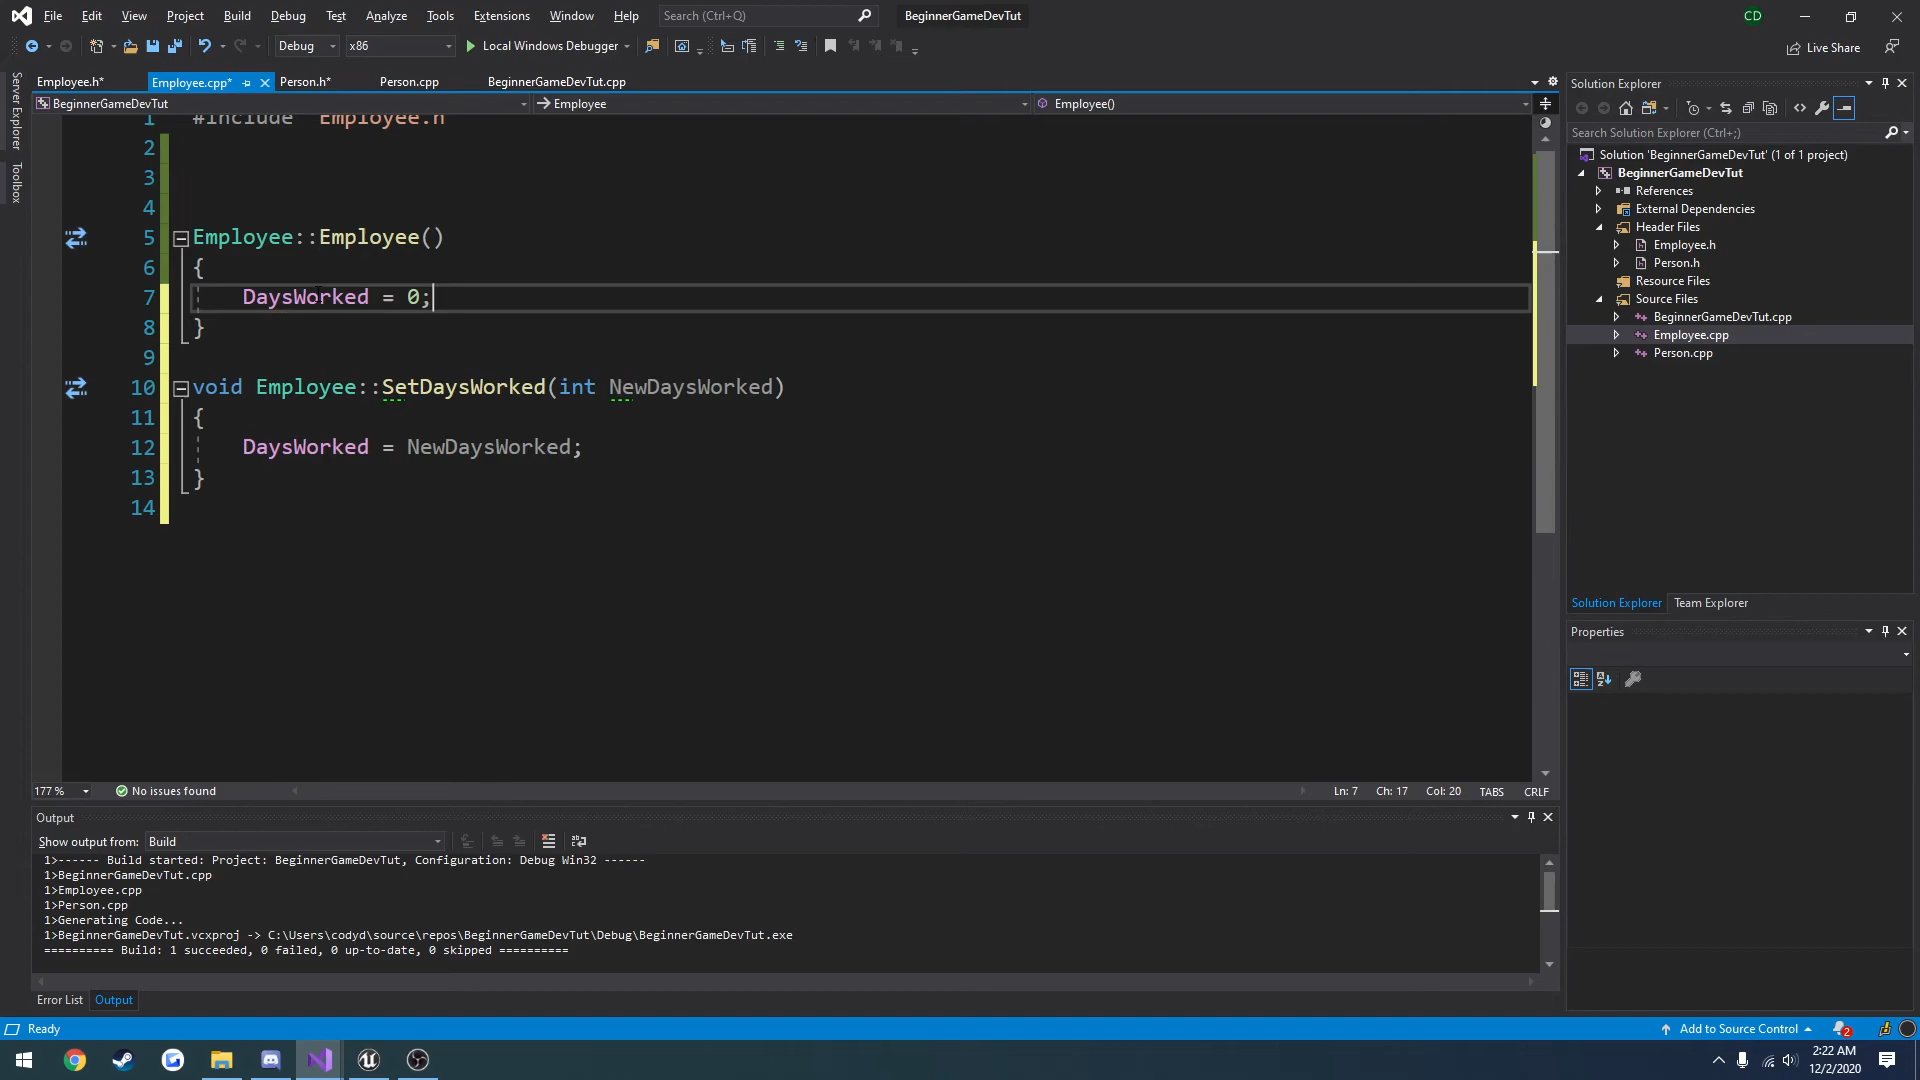 File Edit View Project Build Debug Test Analyze Tools Extensions Window Help Search (Ctrl+Q) BeginnerGameDevTut CD
Debug x86 Local Windows Debugger Live Share
Employee.h* Employee.cpp* Person.h* Person.cpp BeginnerGameDevTut.cpp
BeginnerGameDevTut Employee Employee()
Server Explorer
Toolbox
1 #include "Employee.h"
2
3
4
5 Employee::Employee()
6 {
7 DaysWorked = 0;
8 }
9
10 void Employee::SetDaysWorked(int NewDaysWorked)
11 {
12 DaysWorked = NewDaysWorked;
13 }
14
177 % No issues found Ln: 7 Ch: 17 Col: 20 TABS CRLF
Output
Show output from: Build
1>------ Build started: Project: BeginnerGameDevTut, Configuration: Debug Win32 ------
1>BeginnerGameDevTut.cpp
1>Employee.cpp
1>Person.cpp
1>Generating Code...
1>BeginnerGameDevTut.vcxproj -> C:\Users\codyd\source\repos\BeginnerGameDevTut\Debug\BeginnerGameDevTut.exe
========== Build: 1 succeeded, 0 failed, 0 up-to-date, 0 skipped ==========
Error List Output
Solution Explorer
Search Solution Explorer (Ctrl+;)
Solution 'BeginnerGameDevTut' (1 of 1 project)
BeginnerGameDevTut
References
External Dependencies
Header Files
Employee.h
Person.h
Resource Files
Source Files
BeginnerGameDevTut.cpp
Employee.cpp
Person.cpp
Solution Explorer Team Explorer
Properties
Ready Add to Source Control 2
2:22 AM
12/2/2020